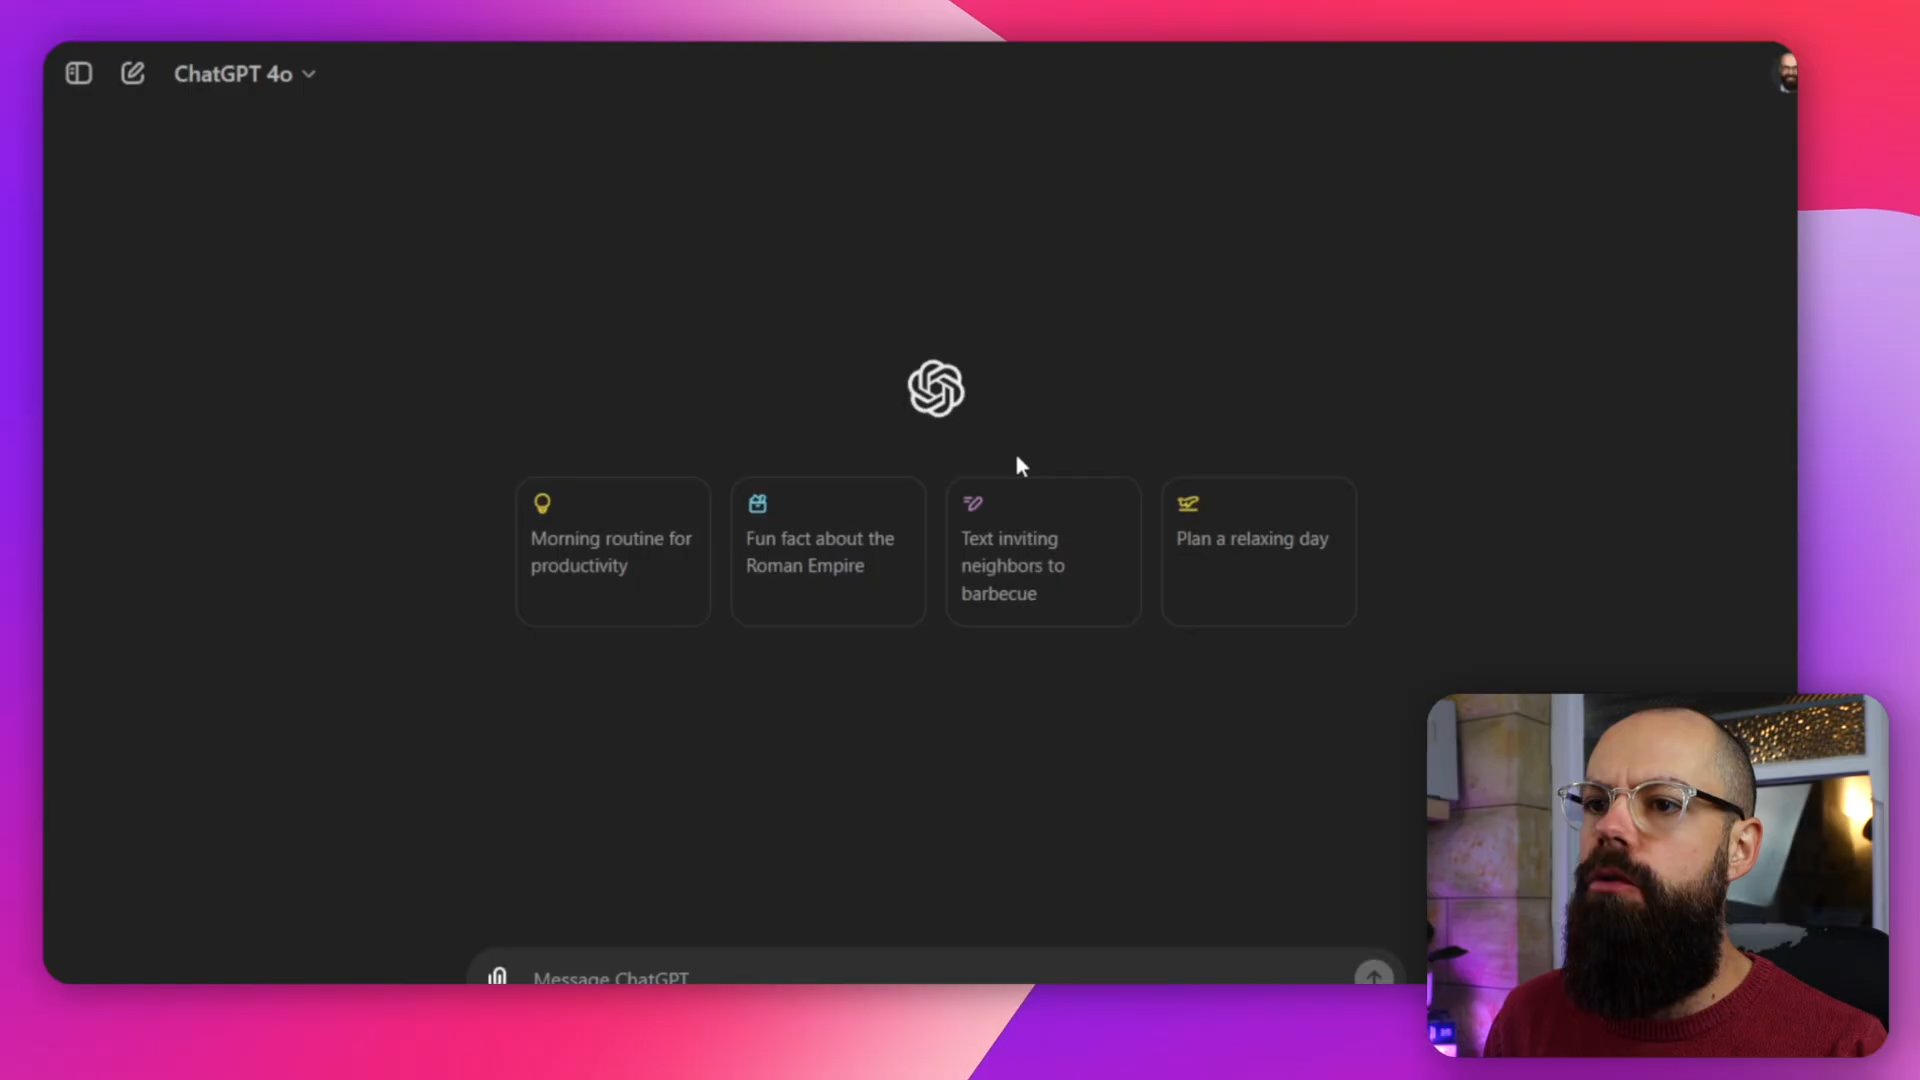 ChatGPT 4o
Morning routine for
productivity
Fun fact about the
Roman Empire
Text inviting
neighbors to
barbecue
Plan a relaxing day
Message ChatGPT